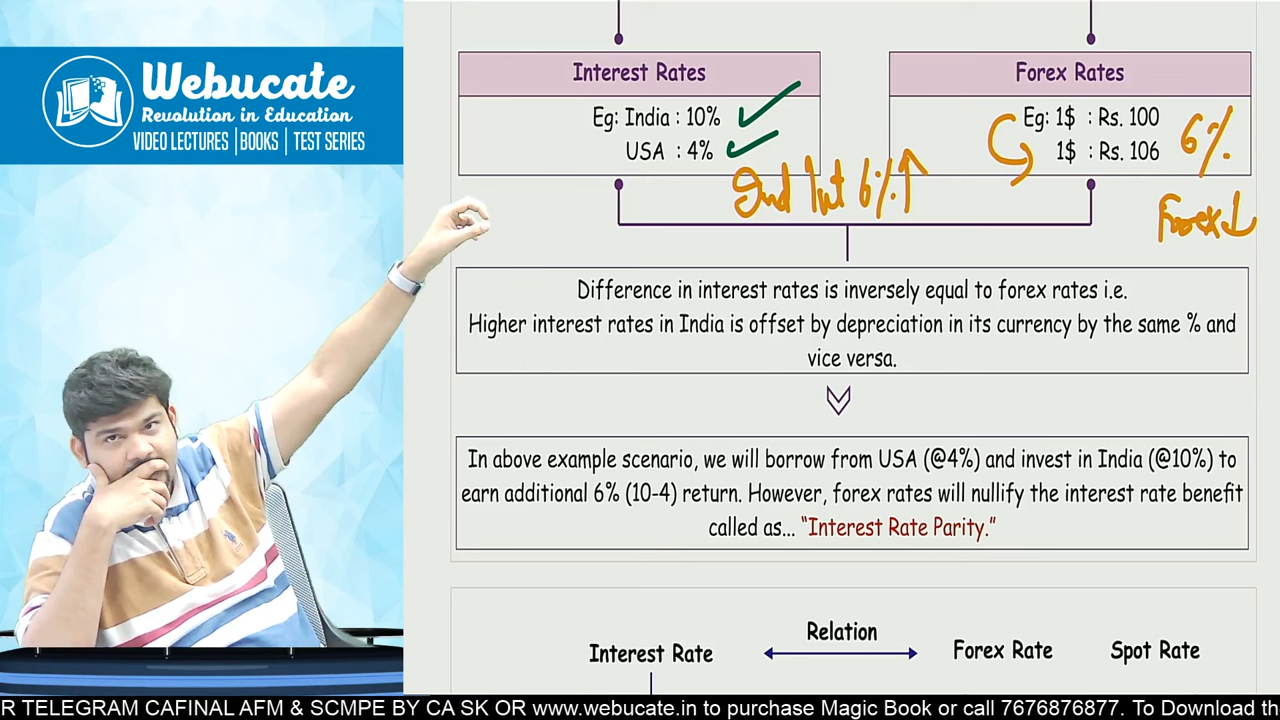 Webucate
Revolution in Education
VIDEO LECTURES | BOOKS | TEST SERIES
Interest Rates
Eg: India : 10%
USA : 4%
Forex Rates
Eg: 1$ : Rs. 100
1$ : Rs. 106
6%
Ind Int 6%↑
Forex↓
Difference in interest rates is inversely equal to forex rates i.e.
Higher interest rates in India is offset by depreciation in its currency by the same % and
vice versa.
In above example scenario, we will borrow from USA (@4%) and invest in India (@10%) to
earn additional 6% (10-4) return. However, forex rates will nullify the interest rate benefit
called as... “Interest Rate Parity.”
Relation
Interest Rate
Forex Rate
Spot Rate
R TELEGRAM CAFINAL AFM & SCMPE BY CA SK OR www.webucate.in to purchase Magic Book or call 7676876877. To Download th